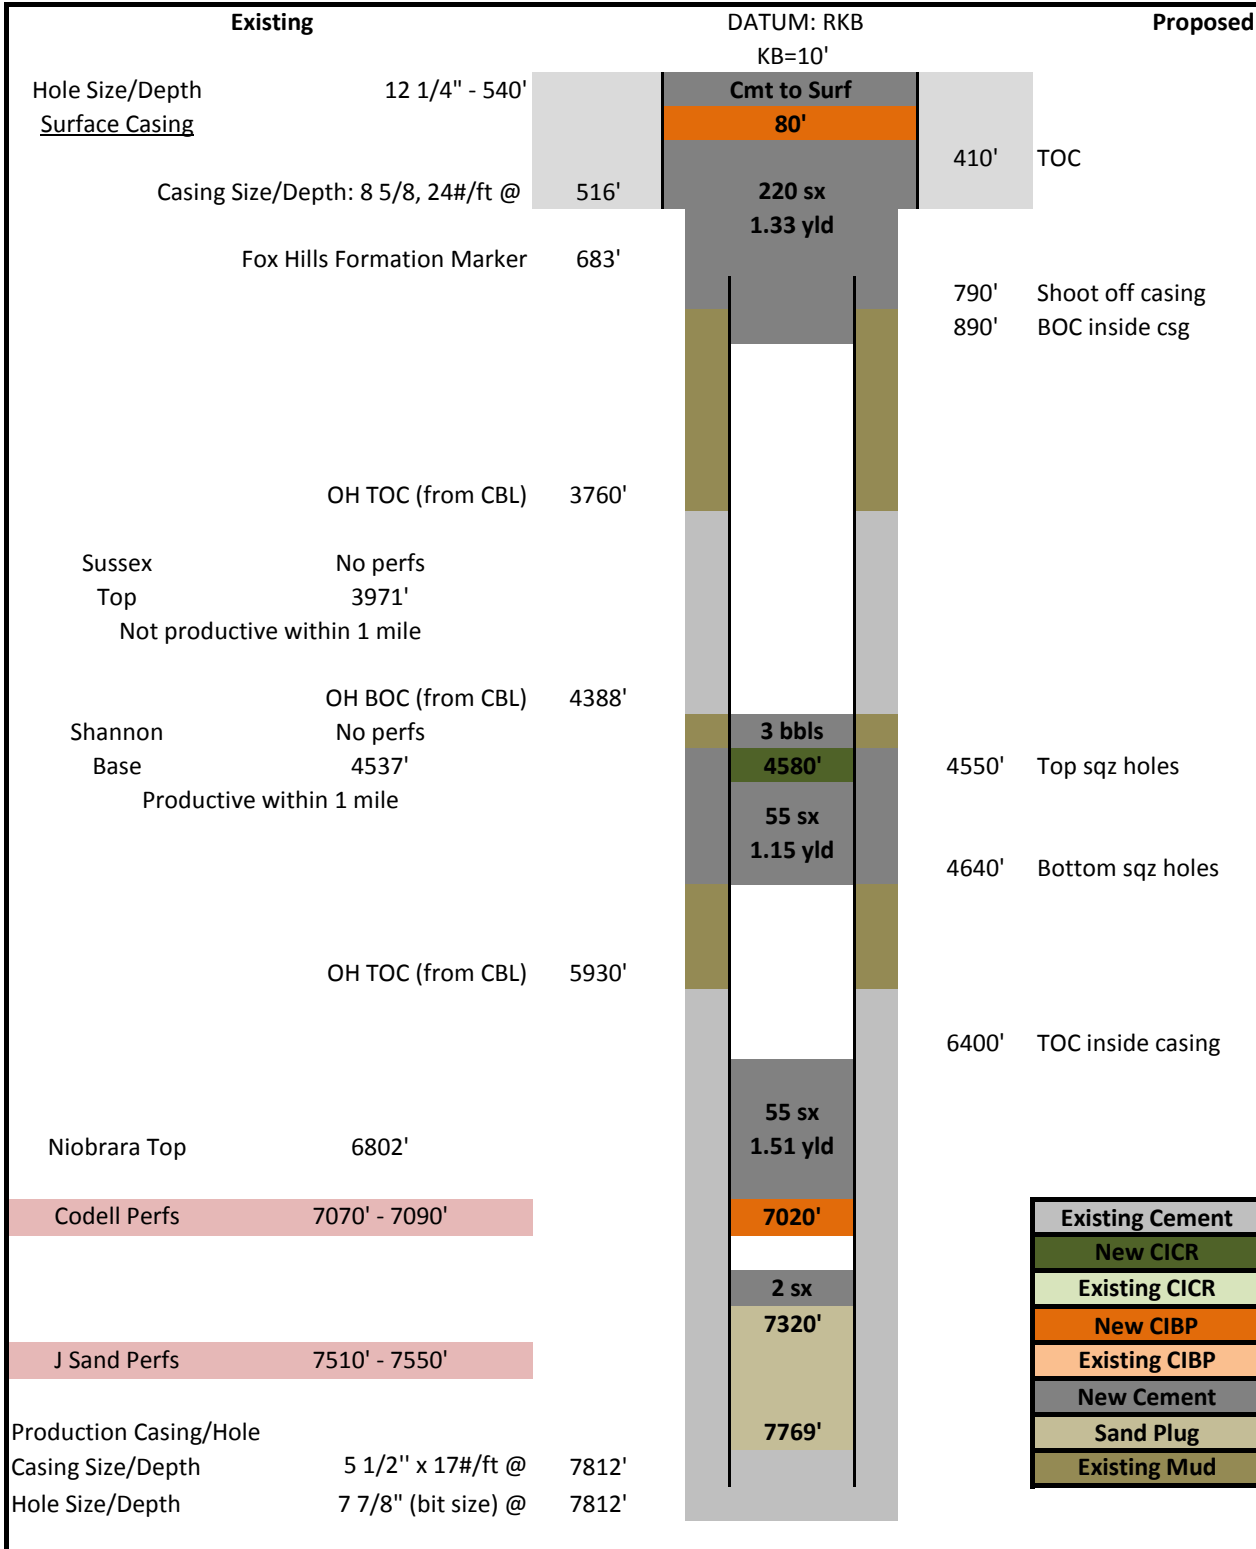 Existing DATUM: RKB Proposed
KB=10'
Hole Size/Depth 12 1/4" - 540' Cmt to Surf
Surface Casing 80'
410' TOC
Casing Size/Depth: 8 5/8, 24#/ft @ 516' 220 sx
1.33 yld
Fox Hills Formation Marker 683'
790' Shoot off casing
890' BOC inside csg
OH TOC (from CBL) 3760'
Sussex No perfs
Top 3971'
Not productive within 1 mile
OH BOC (from CBL) 4388'
Shannon No perfs 3 bbls
Base 4537' 4580' 4550' Top sqz holes
Productive within 1 mile
55 sx
1.15 yld
4640' Bottom sqz holes
OH TOC (from CBL) 5930'
6400' TOC inside casing
55 sx
Niobrara Top 6802' 1.51 yld
Codell Perfs 7070' - 7090' 7020' Existing Cement
New CICR
2 sx Existing CICR
7320' New CIBP
J Sand Perfs 7510' - 7550' Existing CIBP
New Cement
Production Casing/Hole 7769' Sand Plug
Casing Size/Depth 5 1/2'' x 17#/ft @ 7812' Existing Mud
Hole Size/Depth 7 7/8" (bit size) @ 7812'